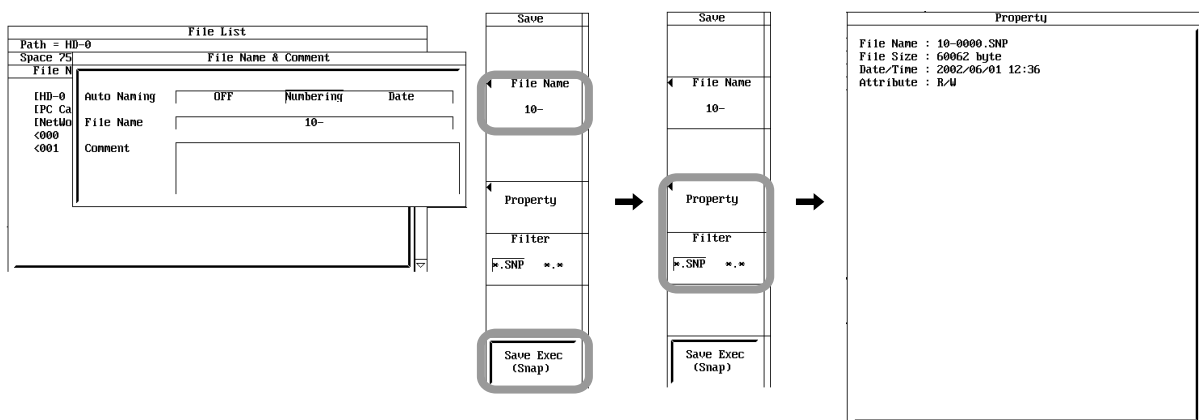 File List
Path = HD-0
Space 75
File N
[HD-0
[PC Ca
[NetWo
<000
<001
File Name & Comment
Auto Naming OFF Numbering Date
File Name 10-
Comment
Save
File Name
10-
Property
Filter
*.SNP *.*
Save Exec
(Snap)
Save
File Name
10-
Property
Filter
*.SNP *.*
Save Exec
(Snap)
Property
File Name : 10-0000.SNP
File Size : 60062 byte
Date/Time : 2002/06/01 12:36
Attribute : R/W